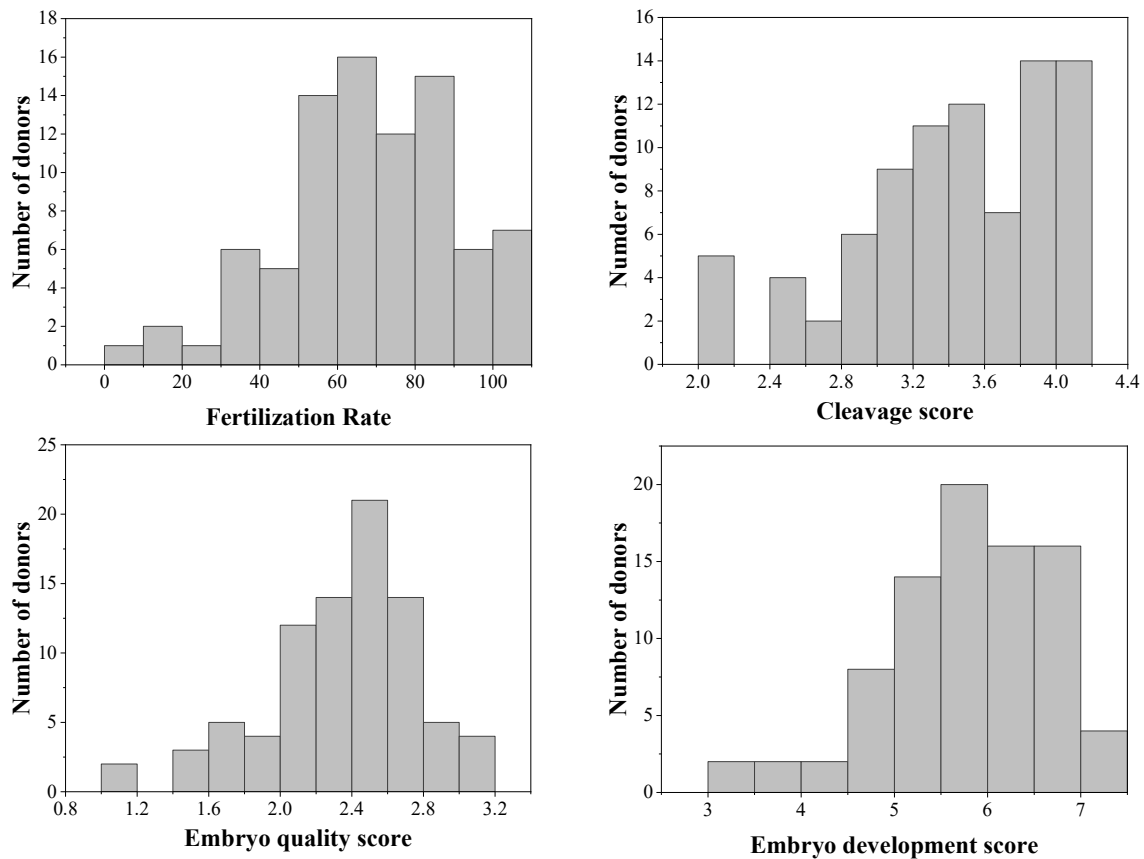 18
16
14
12
10
8
6
4
2
0
Number of donors
0 20 40 60 80 100
Fertilization Rate
16
14
12
10
8
6
4
2
0
Numder of donors
2.0 2.4 2.8 3.2 3.6 4.0 4.4
Cleavage score
25
20
15
10
5
0
Number of donors
0.8 1.2 1.6 2.0 2.4 2.8 3.2
Embryo quality score
20
15
10
5
0
Number of donors
3 4 5 6 7
Embryo development score